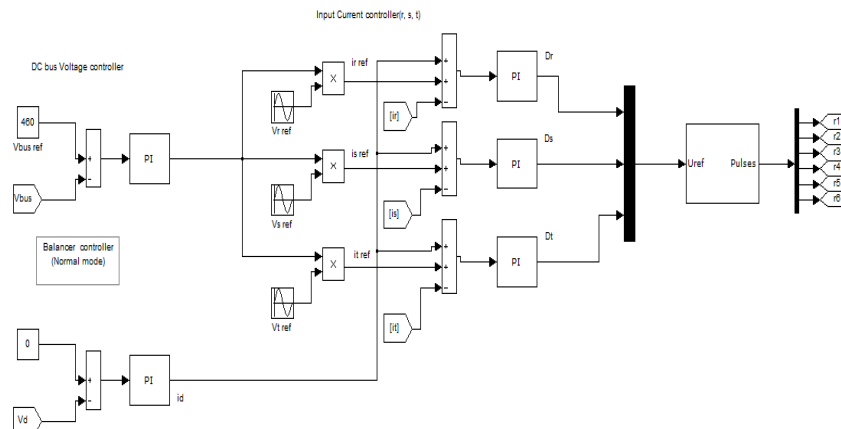 Input Current controller(r, s, t)
DC bus Voltage controller
460
Vbus ref
Vbus
+
−
PI
X
Vr ref
ir ref
[ir]
+
+
−
PI
Dr
X
Vs ref
is ref
[is]
+
+
−
PI
Ds
X
Vt ref
it ref
[it]
+
+
−
PI
Dt
Uref
Pulses
r1
r2
r3
r4
r5
r6
Balancer controller
(Normal mode)
0
Vd
+
−
PI
id